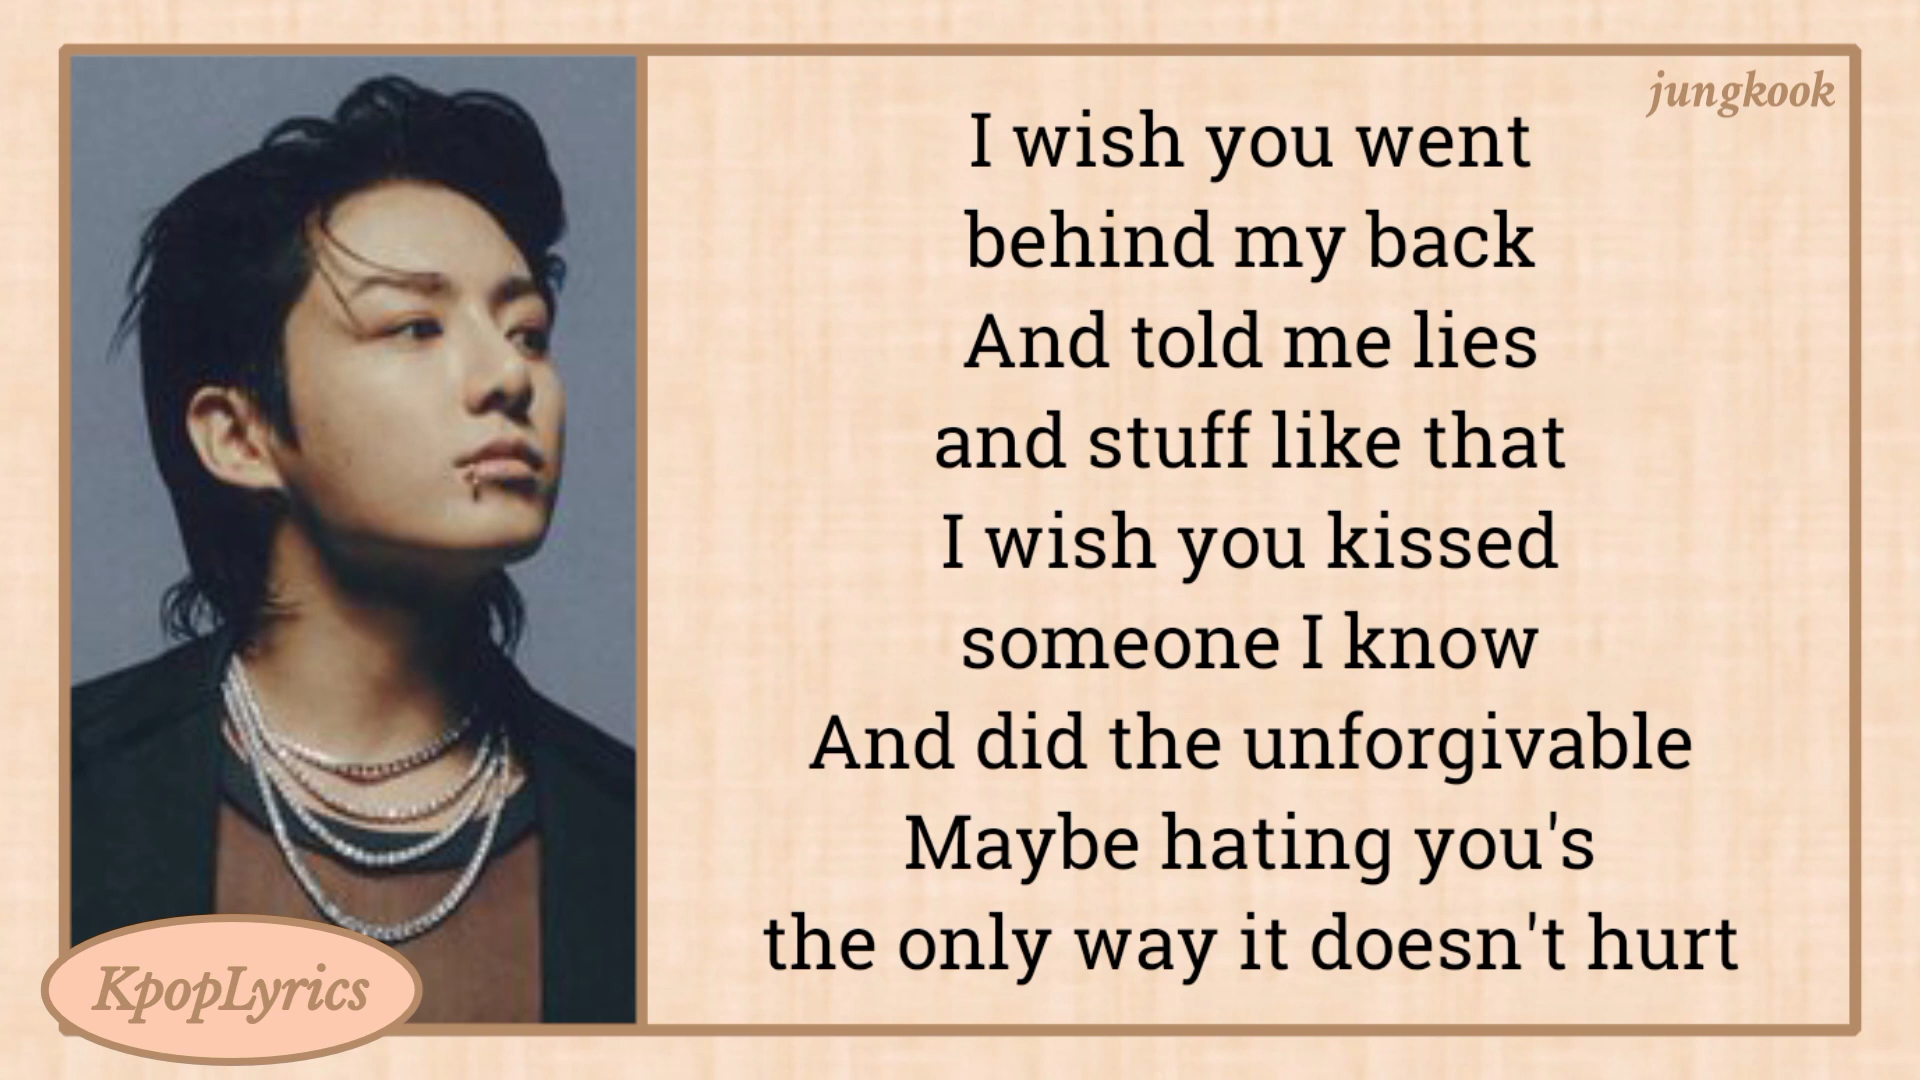 jungkook
I wish you went
behind my back
And told me lies
and stuff like that
I wish you kissed
someone I know
And did the unforgivable
Maybe hating you's
the only way it doesn't hurt
KpopLyrics